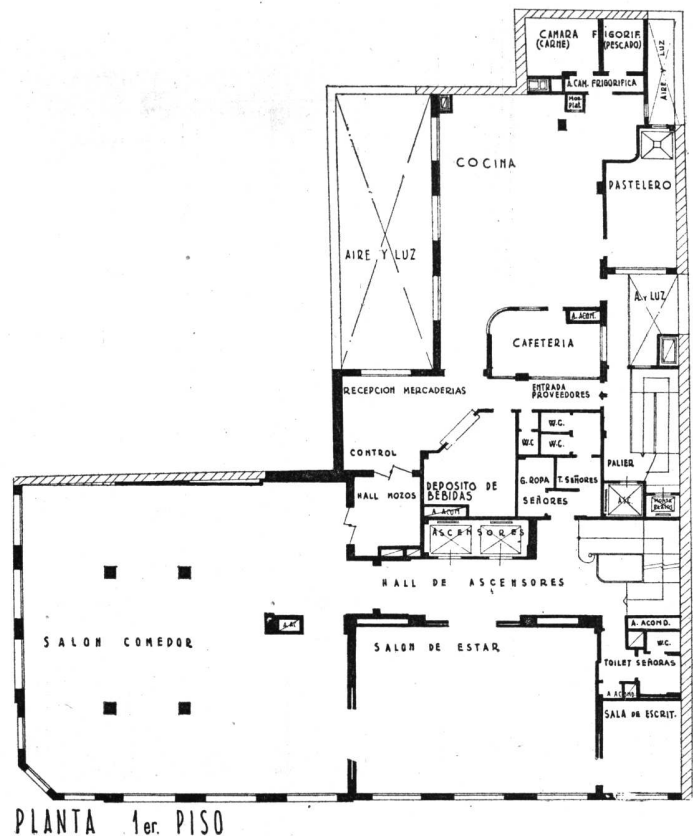 CAMARA FRIGORIF.
(CARNE) (PESCADO)
AIRE Y LUZ
A. CAM. FRIGORIFICA
COCINA
PASTELERO
AIRE Y LUZ
A. Y LUZ
A. ACOM.
CAFETERIA
RECEPCION MERCADERIAS
ENTRADA
PROVEEDORES
W.C.
W.C
W.C.
CONTROL
PALIER
G. ROPA
T. SEÑORES
SEÑORES
DEPOSITO DE
BEBIDAS
HALL MOZOS
A. ACOM
ASC.
ASCENSORES
HALL DE ASCENSORES
A. ACOND.
SALON COMEDOR
SALON DE ESTAR
W.C.
TOILET SEÑORAS
A. ACOND.
SALA DE ESCRIT.
PLANTA 1er. PISO